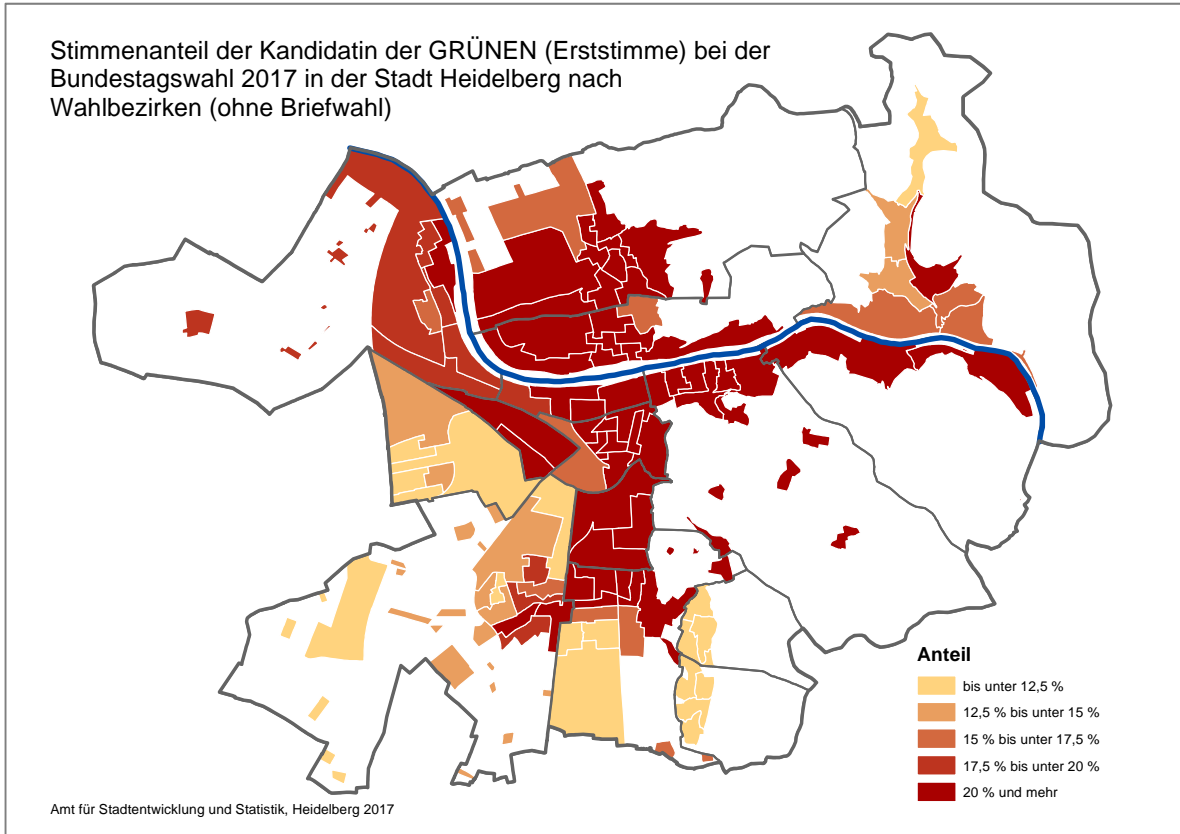 Stimmenanteil der Kandidatin der GRÜNEN (Erststimme) bei der
Bundestagswahl 2017 in der Stadt Heidelberg nach
Wahlbezirken (ohne Briefwahl)
Anteil
bis unter 12,5 %
12,5 % bis unter 15 %
15 % bis unter 17,5 %
17,5 % bis unter 20 %
20 % und mehr
Amt für Stadtentwicklung und Statistik, Heidelberg 2017